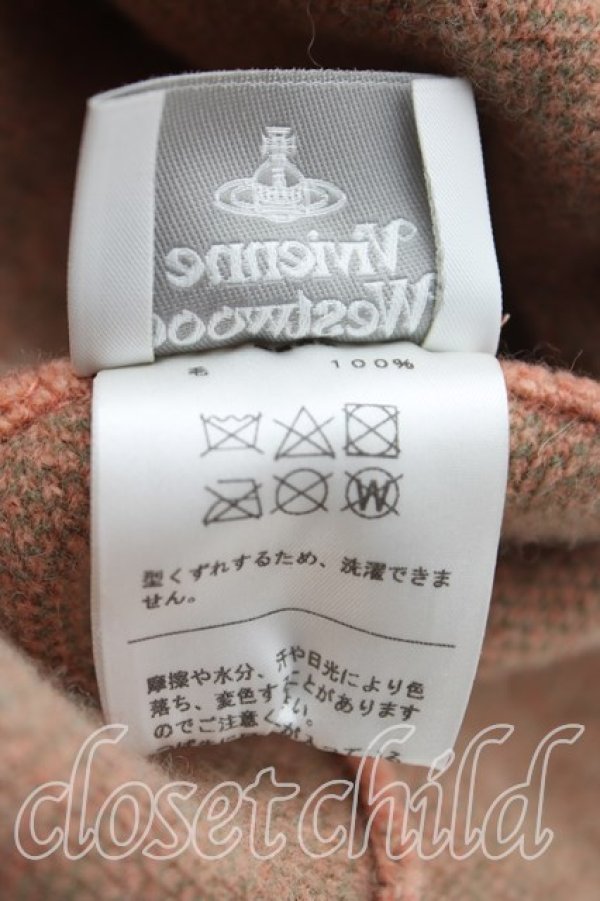 Vivienne
Westwood
毛 100%
W
型くずれするため、洗濯できま
せん。
摩擦や水分、汗や日光により色
落ち、変色することがあります
のでご注意ください。
closet child